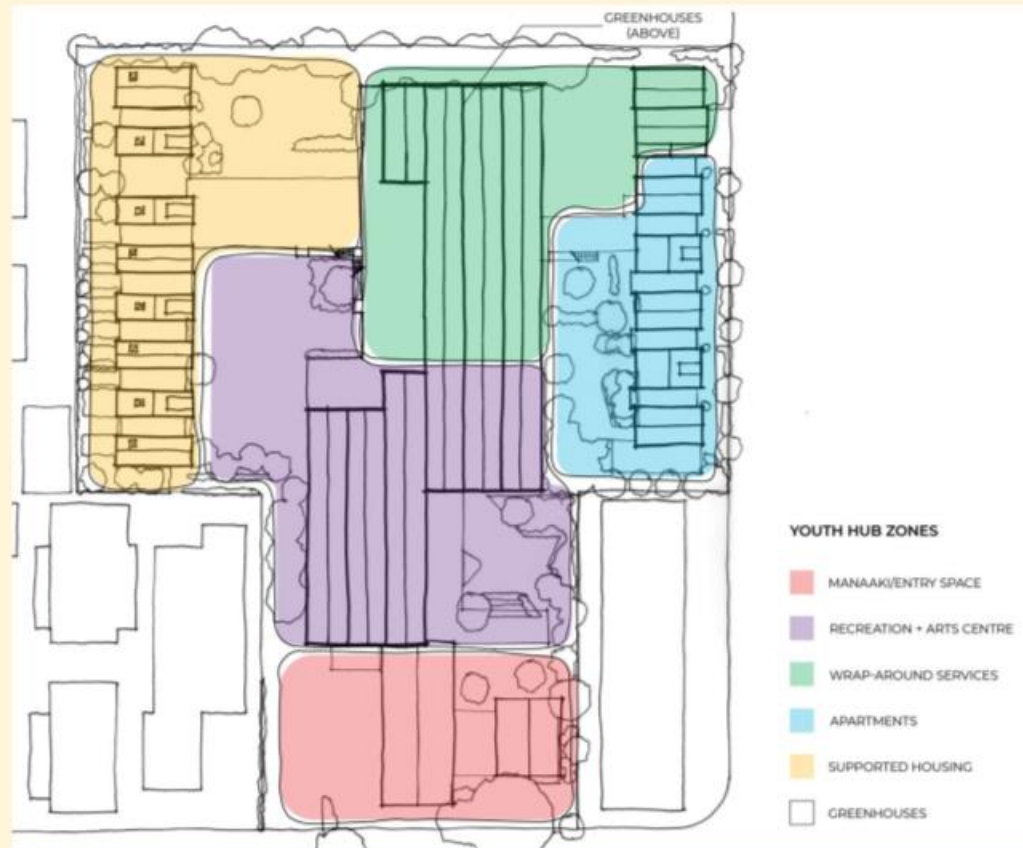 GREENHOUSES
(ABOVE)
YOUTH HUB ZONES
MANAAKI/ENTRY SPACE
RECREATION + ARTS CENTRE
WRAP-AROUND SERVICES
APARTMENTS
SUPPORTED HOUSING
GREENHOUSES